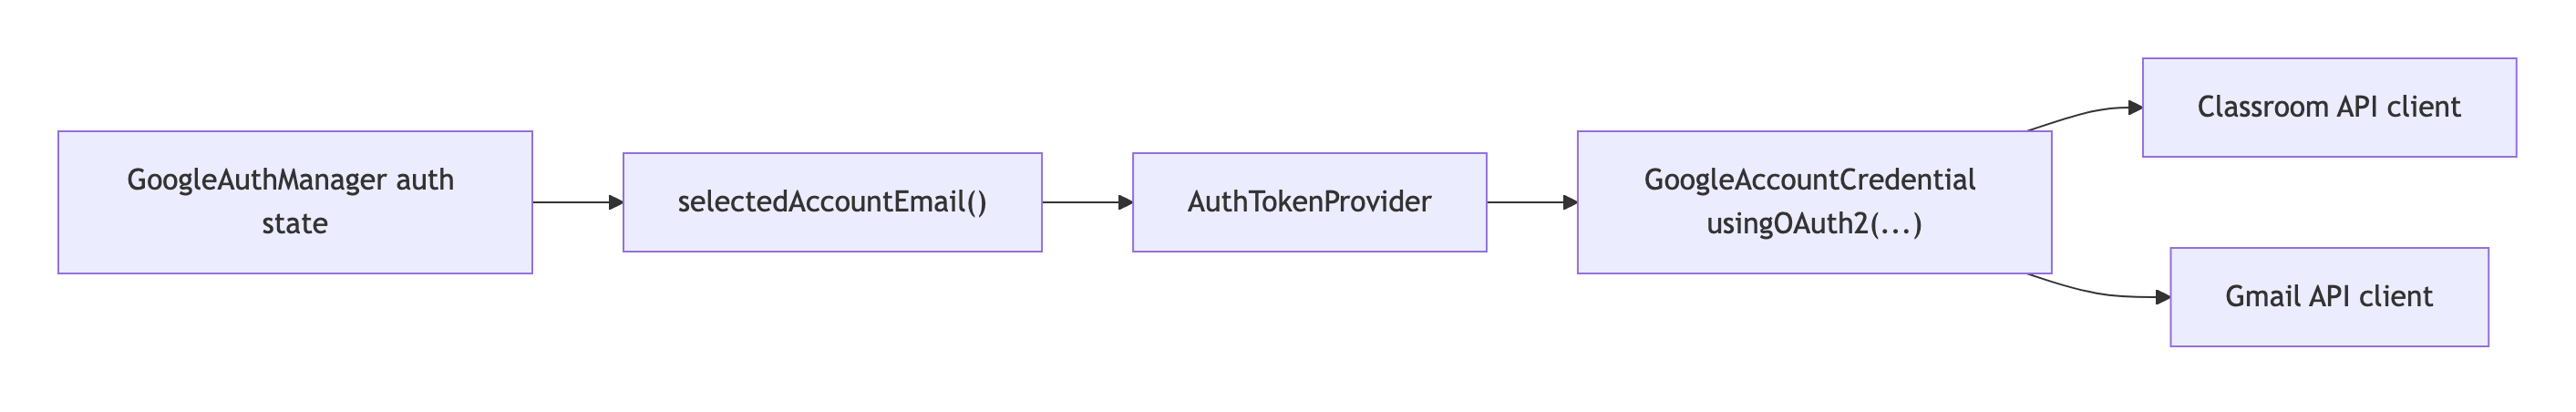 GoogleAuthManager auth
state
selectedAccountEmail()
AuthTokenProvider
GoogleAccountCredential
usingOAuth2(...)
Classroom API client
Gmail API client